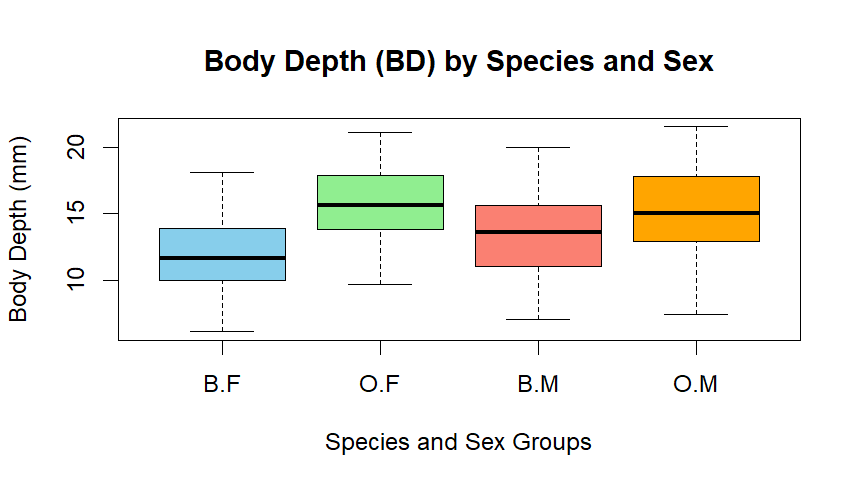 Body Depth (BD) by Species and Sex
Body Depth (mm)
20
15
10
B.F O.F B.M O.M
Species and Sex Groups